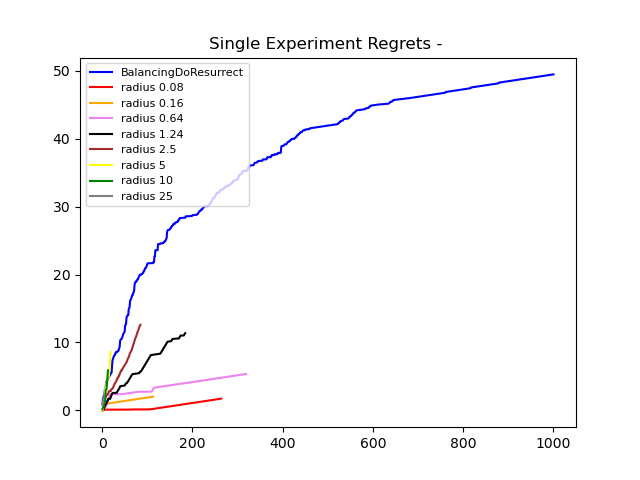 Single Experiment Regrets -
BalancingDoResurrect
radius 0.08
radius 0.16
radius 0.64
radius 1.24
radius 2.5
radius 5
radius 10
radius 25
50
40
30
20
10
0
0 200 400 600 800 1000